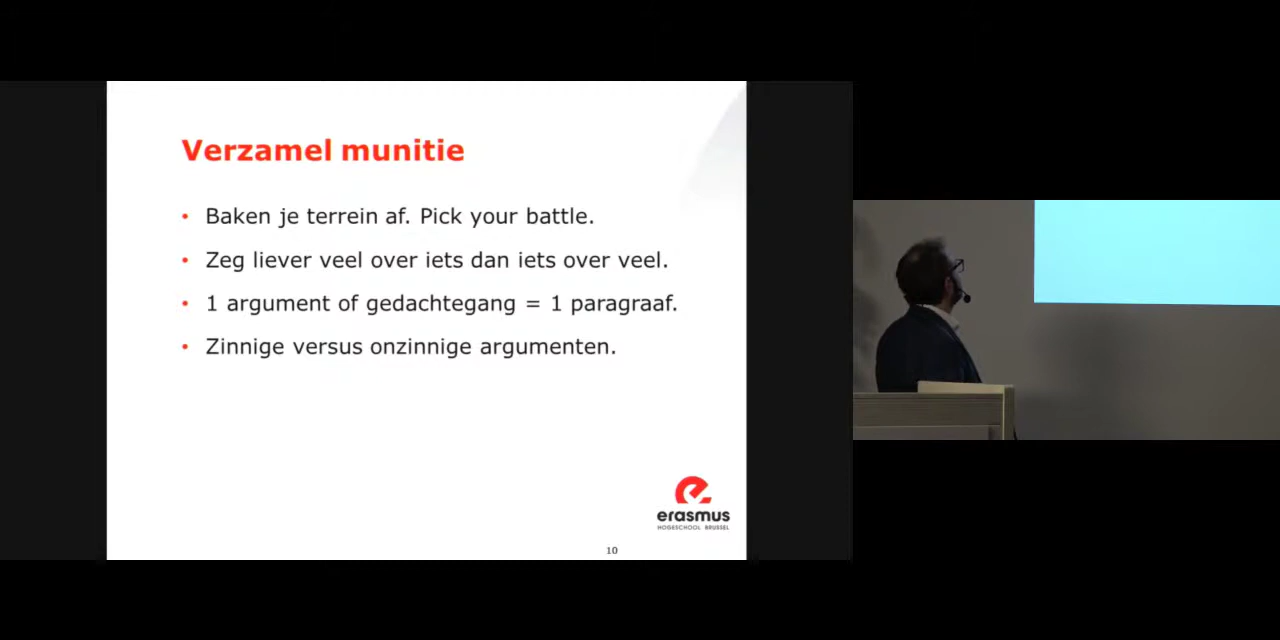 Verzamel munitie
• Baken je terrein af. Pick your battle.
• Zeg liever veel over iets dan iets over veel.
• 1 argument of gedachtegang = 1 paragraaf.
• Zinnige versus onzinnige argumenten.
erasmus
HOGESCHOOL BRUSSEL
10